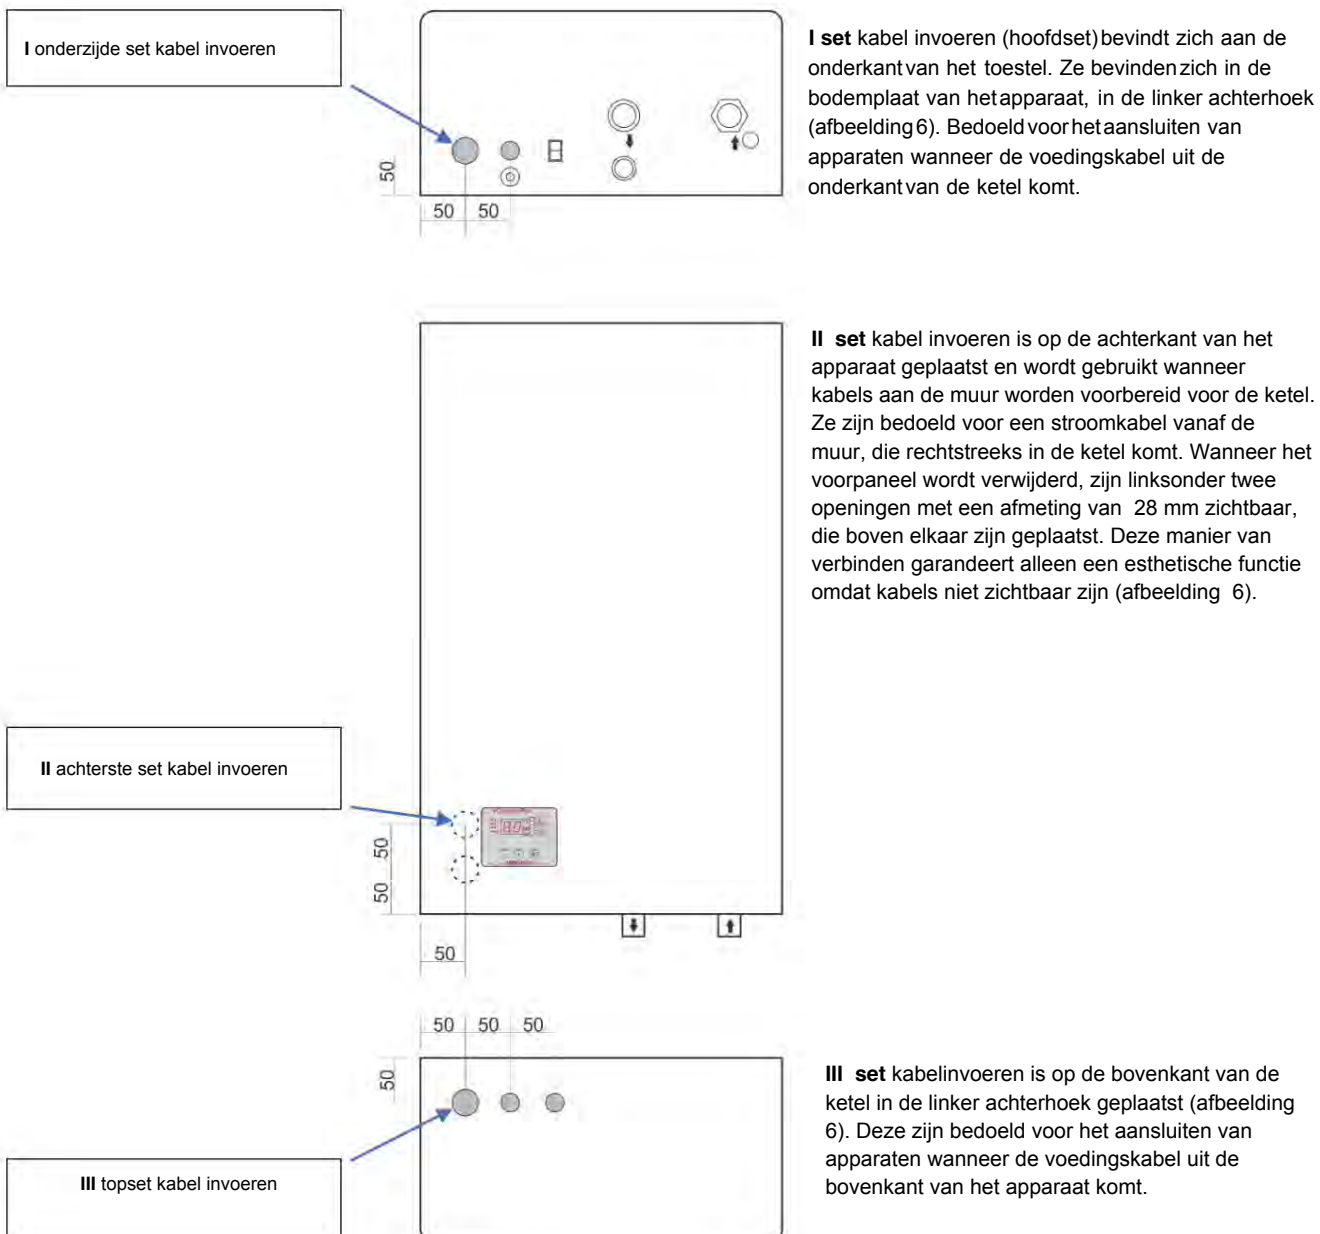 I onderzijde set kabel invoeren
I set kabel invoeren (hoofdset) bevindt zich aan de
onderkant van het toestel. Ze bevinden zich in de
bodemplaat van het apparaat, in de linker achterhoek
(afbeelding 6). Bedoeld voor het aansluiten van
apparaten wanneer de voedingskabel uit de
onderkant van de ketel komt.
50
50 50
II set kabel invoeren is op de achterkant van het
apparaat geplaatst en wordt gebruikt wanneer
kabels aan de muur worden voorbereid voor de ketel.
Ze zijn bedoeld voor een stroomkabel vanaf de
muur, die rechtstreeks in de ketel komt. Wanneer het
voorpaneel wordt verwijderd, zijn linksonder twee
openingen met een afmeting van 28 mm zichtbaar,
die boven elkaar zijn geplaatst. Deze manier van
verbinden garandeert alleen een esthetische functie
omdat kabels niet zichtbaar zijn (afbeelding 6).
II achterste set kabel invoeren
80
50
50
50
50 50 50
50
III set kabelinvoeren is op de bovenkant van de
ketel in de linker achterhoek geplaatst (afbeelding
6). Deze zijn bedoeld voor het aansluiten van
apparaten wanneer de voedingskabel uit de
bovenkant van het apparaat komt.
III topset kabel invoeren